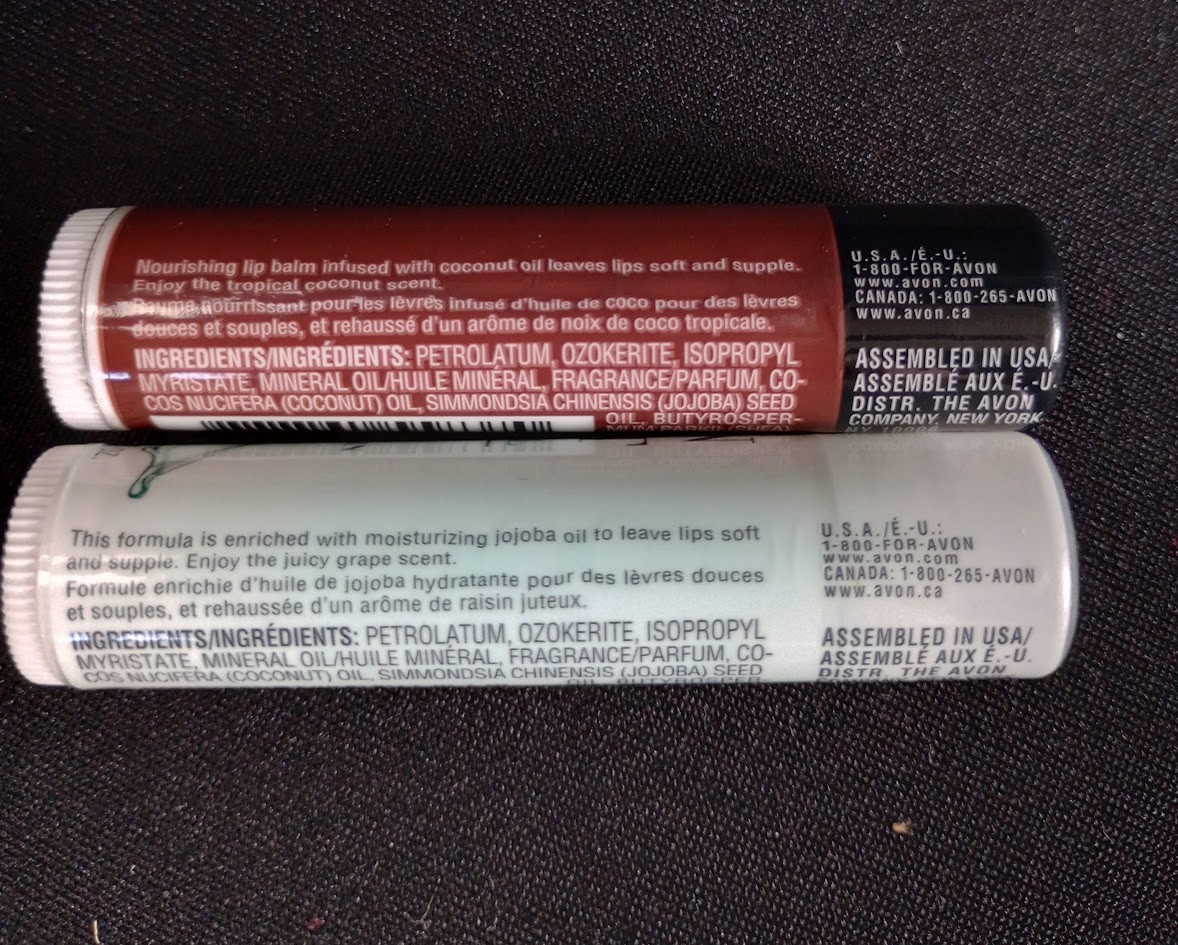 Nourishing lip balm infused with coconut oil leaves lips soft and supple.
Enjoy the tropical coconut scent.
Baume nourrissant pour les lèvres infusé d'huile de coco pour des lèvres
douces et souples, et rehaussé d'un arôme de noix de coco tropicale.
INGREDIENTS/INGRÉDIENTS: PETROLATUM, OZOKERITE, ISOPROPYL
MYRISTATE, MINERAL OIL/HUILE MINÉRAL, FRAGRANCE/PARFUM, CO-
COS NUCIFERA (COCONUT) OIL, SIMMONDSIA CHINENSIS (JOJOBA) SEED
OIL, BUTYROSPER-
MUM PARKII (SHEA)
U.S.A./É.-U.:
1-800-FOR-AVON
www.avon.com
CANADA: 1-800-265-AVON
www.avon.ca
ASSEMBLED IN USA/
ASSEMBLÉ AUX É.-U.
DISTR. THE AVON
COMPANY, NEW YORK,
This formula is enriched with moisturizing jojoba oil to leave lips soft
and supple. Enjoy the juicy grape scent.
Formule enrichie d'huile de jojoba hydratante pour des lèvres douces
et souples, et rehaussée d'un arôme de raisin juteux.
INGREDIENTS/INGRÉDIENTS: PETROLATUM, OZOKERITE, ISOPROPYL
MYRISTATE, MINERAL OIL/HUILE MINÉRAL, FRAGRANCE/PARFUM, CO-
COS NUCIFERA (COCONUT) OIL, SIMMONDSIA CHINENSIS (JOJOBA) SEED
OIL, BUTYROSPER-
U.S.A./É.-U.:
1-800-FOR-AVON
www.avon.com
CANADA: 1-800-265-AVON
www.avon.ca
ASSEMBLED IN USA/
ASSEMBLÉ AUX É.-U.
DISTR. THE AVON